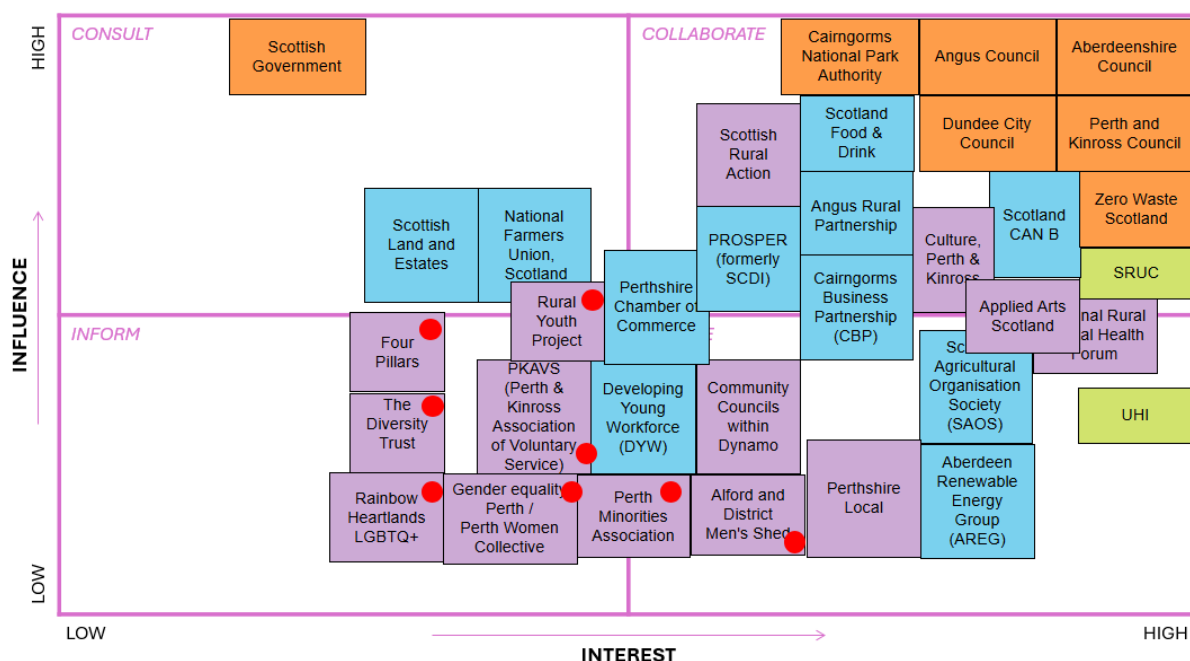 HIGH
CONSULT
Scottish
Government
COLLABORATE
Cairngorms
National Park
Authority
Angus Council
Aberdeenshire
Council
Scottish
Rural
Action
Scotland
Food &
Drink
Dundee City
Council
Perth and
Kinross Council
Scottish
Land and
Estates
National
Farmers
Union,
Scotland
PROSPER
(formerly
SCDI)
Angus Rural
Partnership
Culture,
Perth &
Kinross
Scotland
CAN B
Zero Waste
Scotland
SRUC
Rural
Youth
Project
Perthshire
Chamber of
Commerce
Cairngorms
Business
Partnership
(CBP)
Applied Arts
Scotland
Rural
Health
INFLUENCE
INFORM
Four
Pillars
The
Diversity
Trust
PKAVS
(Perth &
Kinross
Association
of Voluntary
Service)
Developing
Young
Workforce
(DYW)
Community
Councils
within
Dynamo
Agricultural
Organisation
Society
(SAOS)
UHI
Rainbow
Heartlands
LGBTQ+
Gender equality
Perth /
Perth Women
Collective
Perth
Minorities
Association
Alford and
District
Men's Shed
Perthshire
Local
Aberdeen
Renewable
Energy
Group
(AREG)
LOW
LOW
HIGH
INTEREST